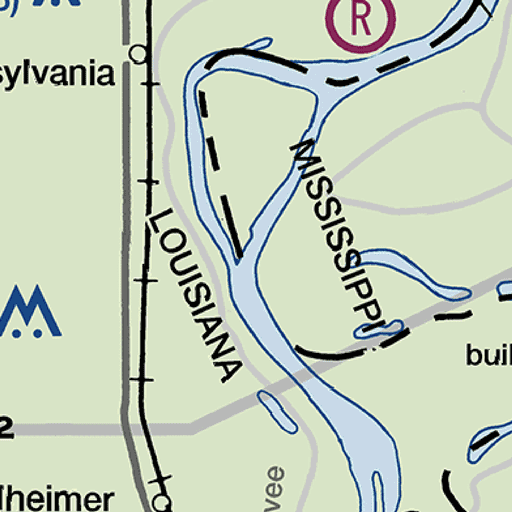 R
sylvania
MISSISSIPPI
LOUISIANA
buil
2
lheimer
vee